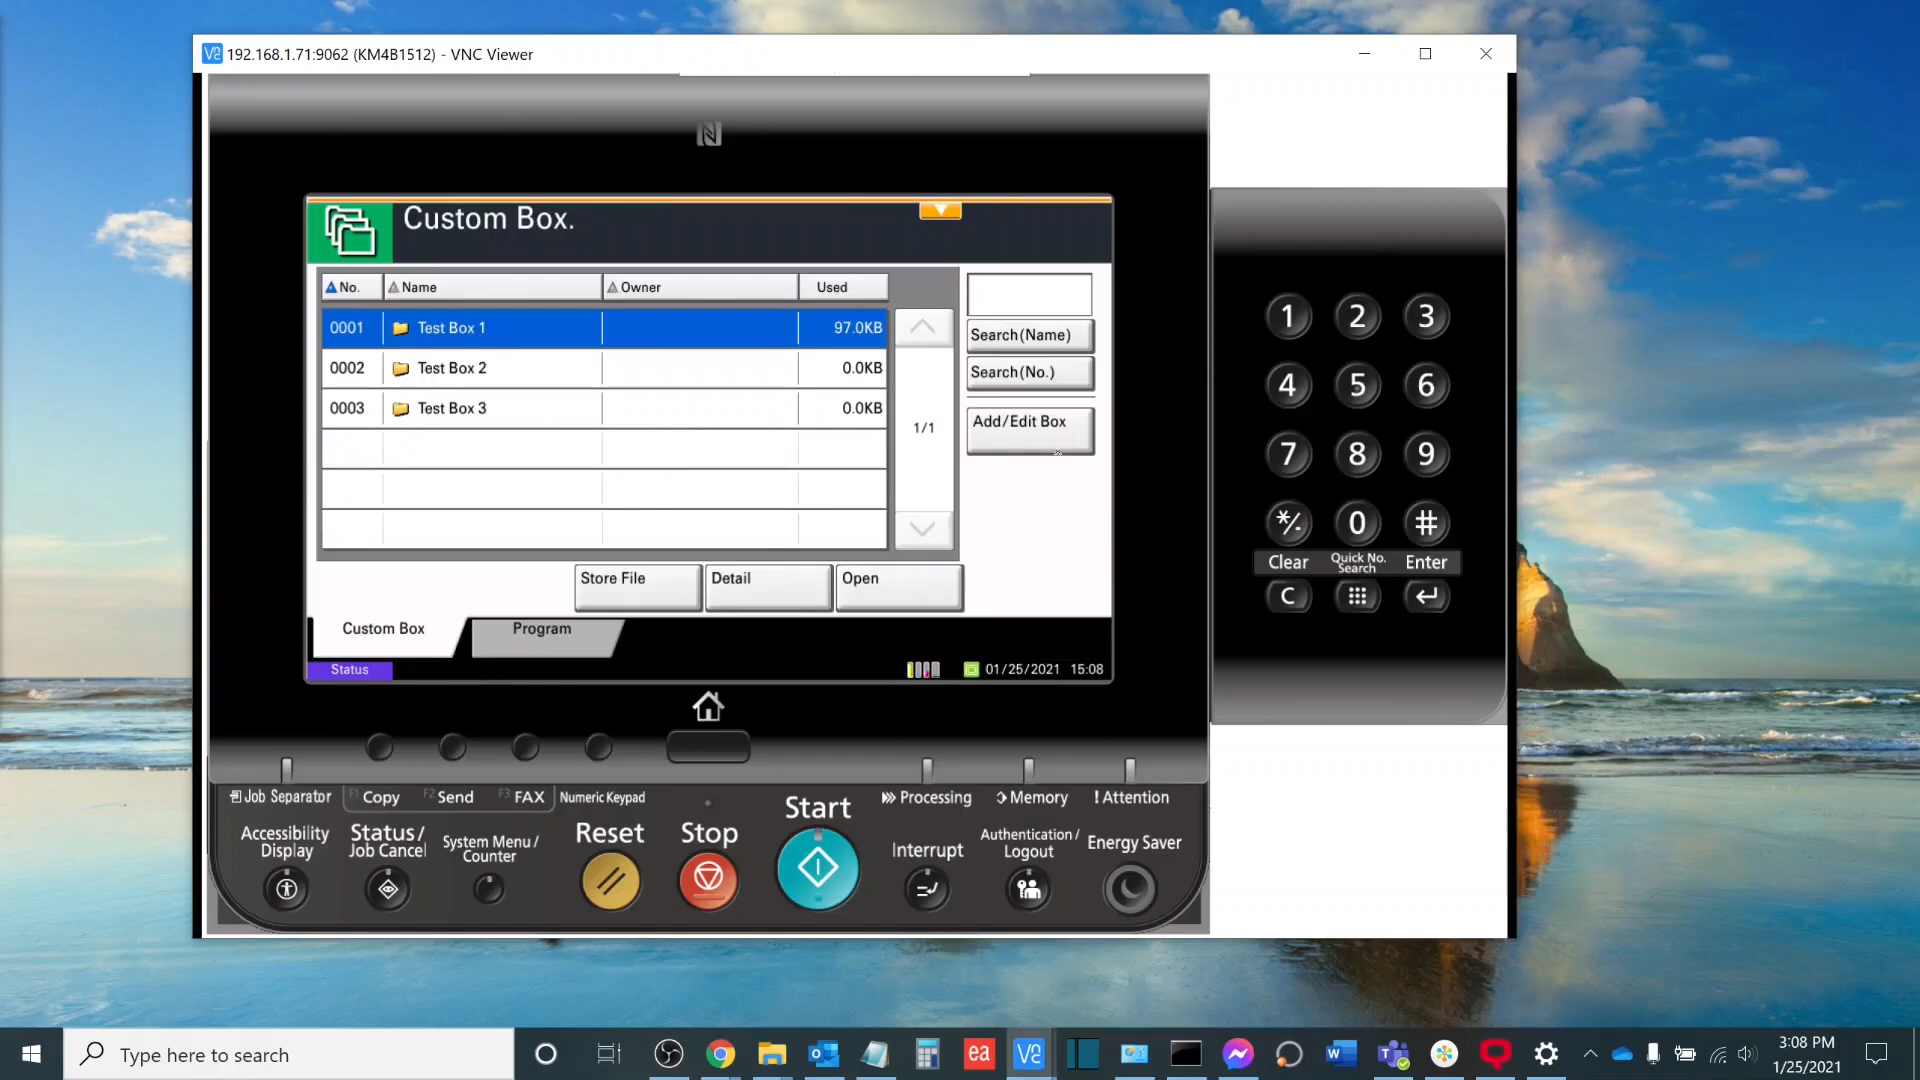 192.168.1.71:9062 (KM4B1512) - VNC Viewer
Custom Box.
No. Name Owner Used
0001 Test Box 1 97.0KB
0002 Test Box 2 0.0KB
0003 Test Box 3 0.0KB
1/1
Search(Name)
Search(No.)
Add/Edit Box
Store File Detail Open
Custom Box Program
Status 01/25/2021 15:08
1 2 3
4 5 6
7 8 9
*/. 0 #
Clear Quick No. Search Enter
C
Job Separator F1 Copy F2 Send F3 FAX Numeric Keypad Start Processing Memory ! Attention
Accessibility Display Status/ Job Cancel System Menu / Counter Reset Stop Interrupt Authentication / Logout Energy Saver
Type here to search
ea
3:08 PM
1/25/2021